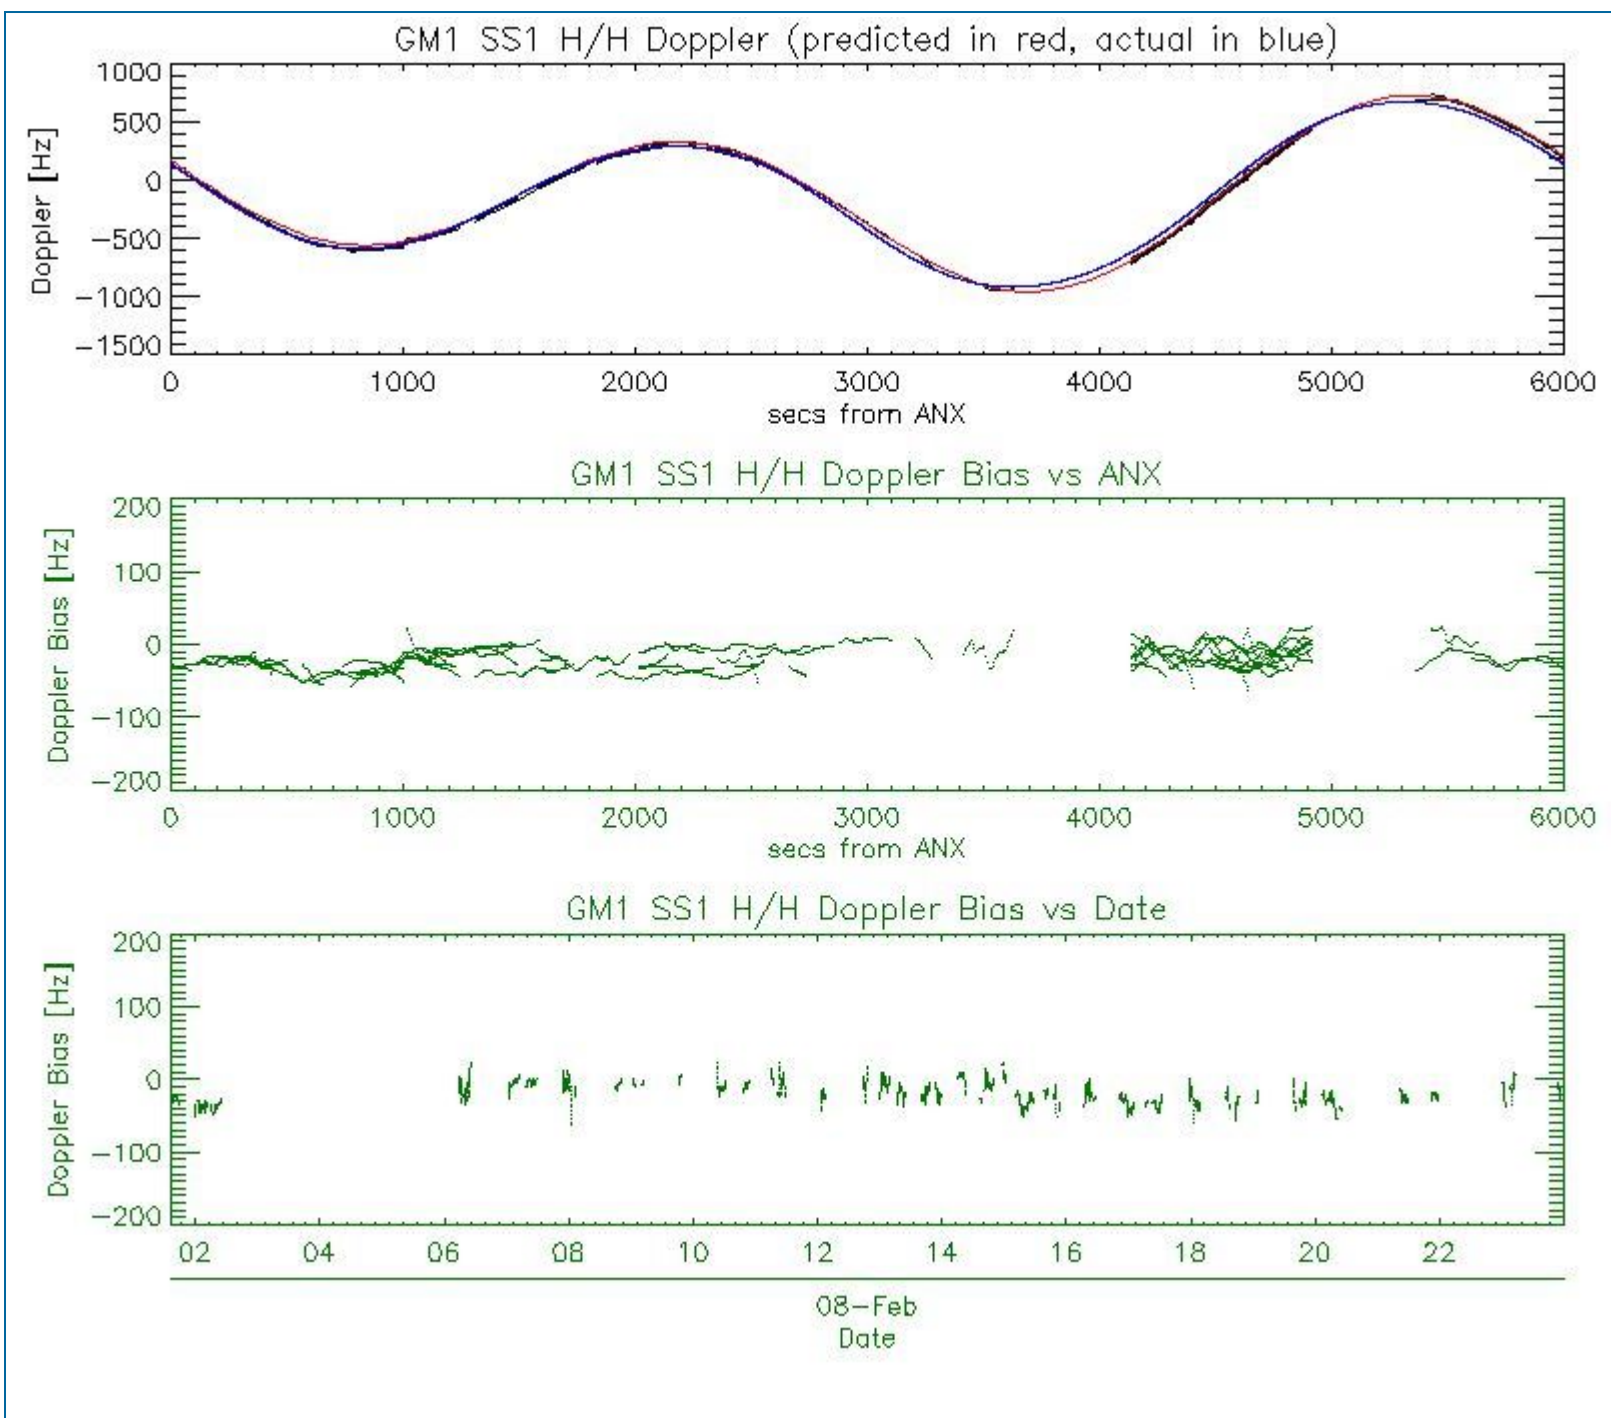 GM1 SS1 H/H Doppler (predicted in red, actual in blue)
1000
500
0
−500
−1000
−1500
Doppler [Hz]
0 1000 2000 3000 4000 5000 6000
secs from ANX
GM1 SS1 H/H Doppler Bias vs ANX
200
100
0
−100
−200
Doppler Bias [Hz]
0 1000 2000 3000 4000 5000 6000
secs from ANX
GM1 SS1 H/H Doppler Bias vs Date
200
100
0
−100
−200
Doppler Bias [Hz]
02 04 06 08 10 12 14 16 18 20 22
08−Feb
Date